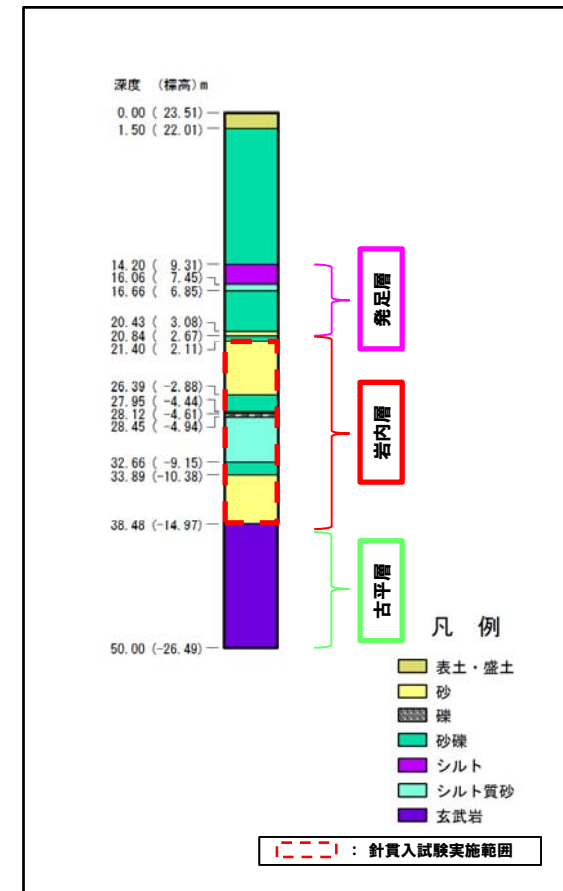 深度 (標高)m
0.00 ( 23.51)
1.50 ( 22.01)
14.20 ( 9.31)
16.06 ( 7.45)
16.66 ( 6.85)
20.43 ( 3.08)
20.84 ( 2.67)
21.40 ( 2.11)
26.39 ( -2.88)
27.95 ( -4.44)
28.12 ( -4.61)
28.45 ( -4.94)
32.66 ( -9.15)
33.89 (-10.38)
38.48 (-14.97)
50.00 (-26.49)
発足層
岩内層
古平層
凡 例
表土・盛土
砂
礫
砂礫
シルト
シルト質砂
玄武岩
: 針貫入試験実施範囲